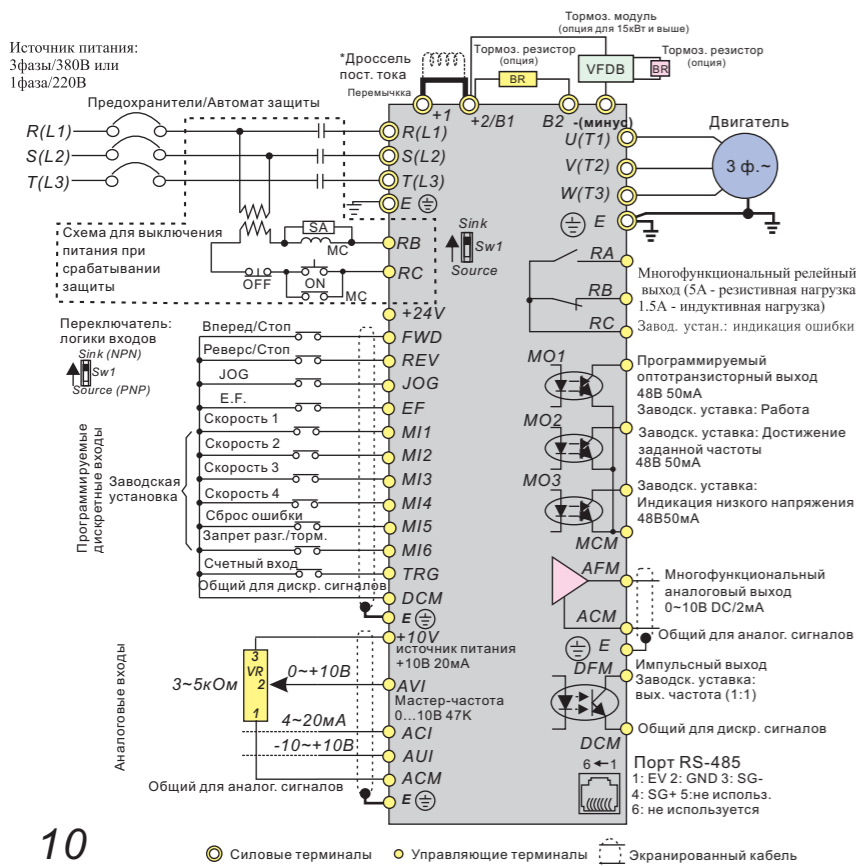 Источник питания:
3фазы/380В или
1фаза/220В
*Дроссель
пост. тока
Перемычка
Тормоз. резистор
(опция)
BR
Тормоз. модуль
(опция для 15кВт и выше)
VFDB
BR
Тормоз. резистор
(опция)
Предохранители/Автомат защиты
+1
+2/B1
B2
-(минус)
R(L1)
R(L1)
S(L2)
S(L2)
T(L3)
T(L3)
E
U(T1)
V(T2)
W(T3)
E
Двигатель
3 ф.~
Схема для выключения
питания при
срабатывании
защиты
SA
MC
OFF
ON
MC
RB
RC
Sink
Sw1
Source
RA
RB
RC
Многофункциональный релейный
выход (5А - резистивная нагрузка
1.5А - индуктивная нагрузка)
Завод. устан.: индикация ошибки
Переключатель:
логики входов
Sink (NPN)
Sw1
Source (PNP)
+24V
Вперед/Стоп
FWD
Реверс/Стоп
REV
JOG
JOG
E.F.
EF
Скорость 1
MI1
Скорость 2
MI2
Скорость 3
MI3
Скорость 4
MI4
Сброс ошибки
MI5
Запрет разг./торм.
MI6
Счетный вход
TRG
Общий для дискр. сигналов
DCM
E
Программируемые
дискретные входы
Заводская
установка
MO1
Программируемый
оптотранзисторный выход
48В 50мА
Заводск. уставка: Работа
MO2
Заводск. уставка: Достижение
заданной частоты
48В 50мА
MO3
Заводск. уставка:
Индикация низкого напряжения
48В50мА
MCM
AFM
Многофункциональный
аналоговый выход
0~10В DC/2мА
ACM
Общий для аналог. сигналов
E
DFM
Импульсный выход
Заводск. уставка:
вых. частота (1:1)
Общий для дискр. сигналов
DCM
Аналоговые входы
3~5кОм
3
VR
2
1
+10V
источник питания
+10В 20мА
0~+10В
AVI
Мастер-частота
0...10В 47K
4~20мА
ACI
-10~+10В
AUI
Общий для аналог. сигналов
ACM
E
6←1
Порт RS-485
1: EV 2: GND 3: SG-
4: SG+ 5:не использ.
6: не используется
10
Силовые терминалы
Управляющие терминалы
Экранированный кабель